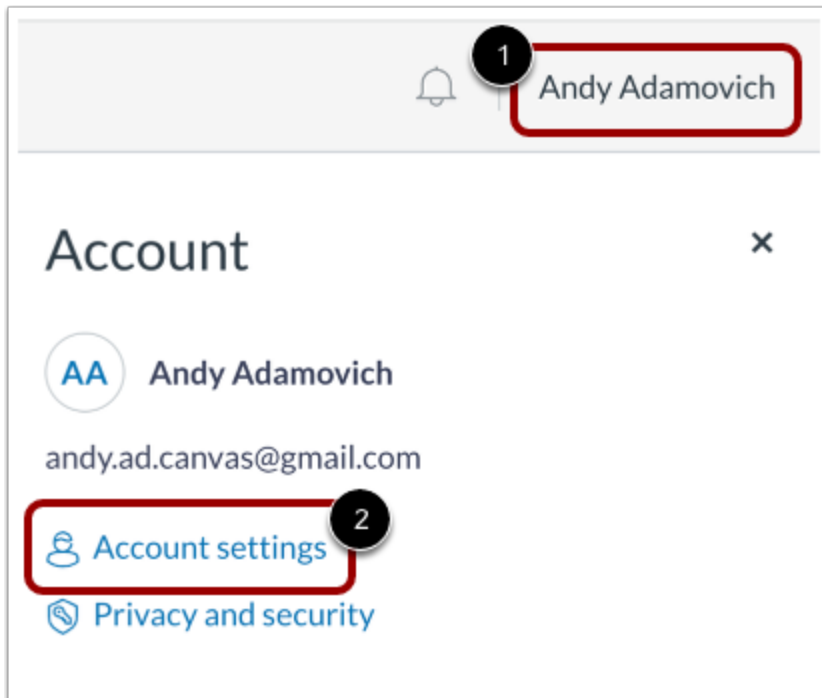 1
Andy Adamovich
Account
×
AA Andy Adamovich
andy.ad.canvas@gmail.com
2
Account settings
Privacy and security